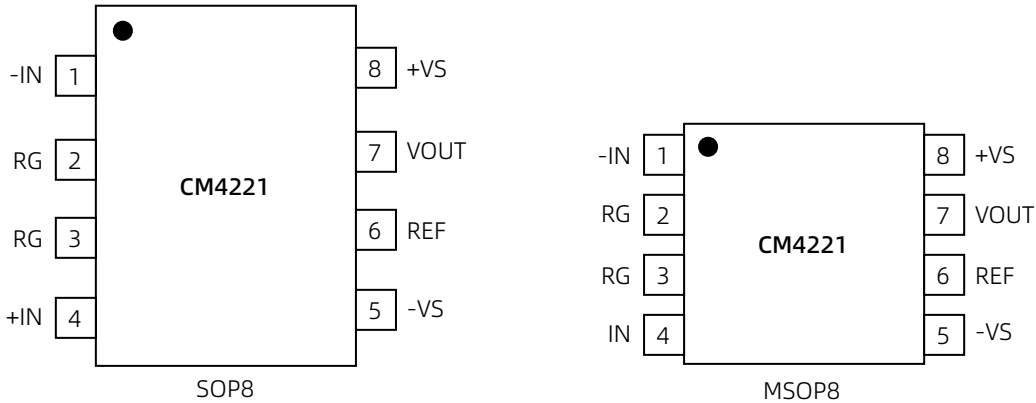 -IN 1 8 +VS
RG 2 7 VOUT
CM4221
RG 3 6 REF
+IN 4 5 -VS
SOP8
-IN 1 8 +VS
RG 2 7 VOUT
CM4221
RG 3 6 REF
IN 4 5 -VS
MSOP8